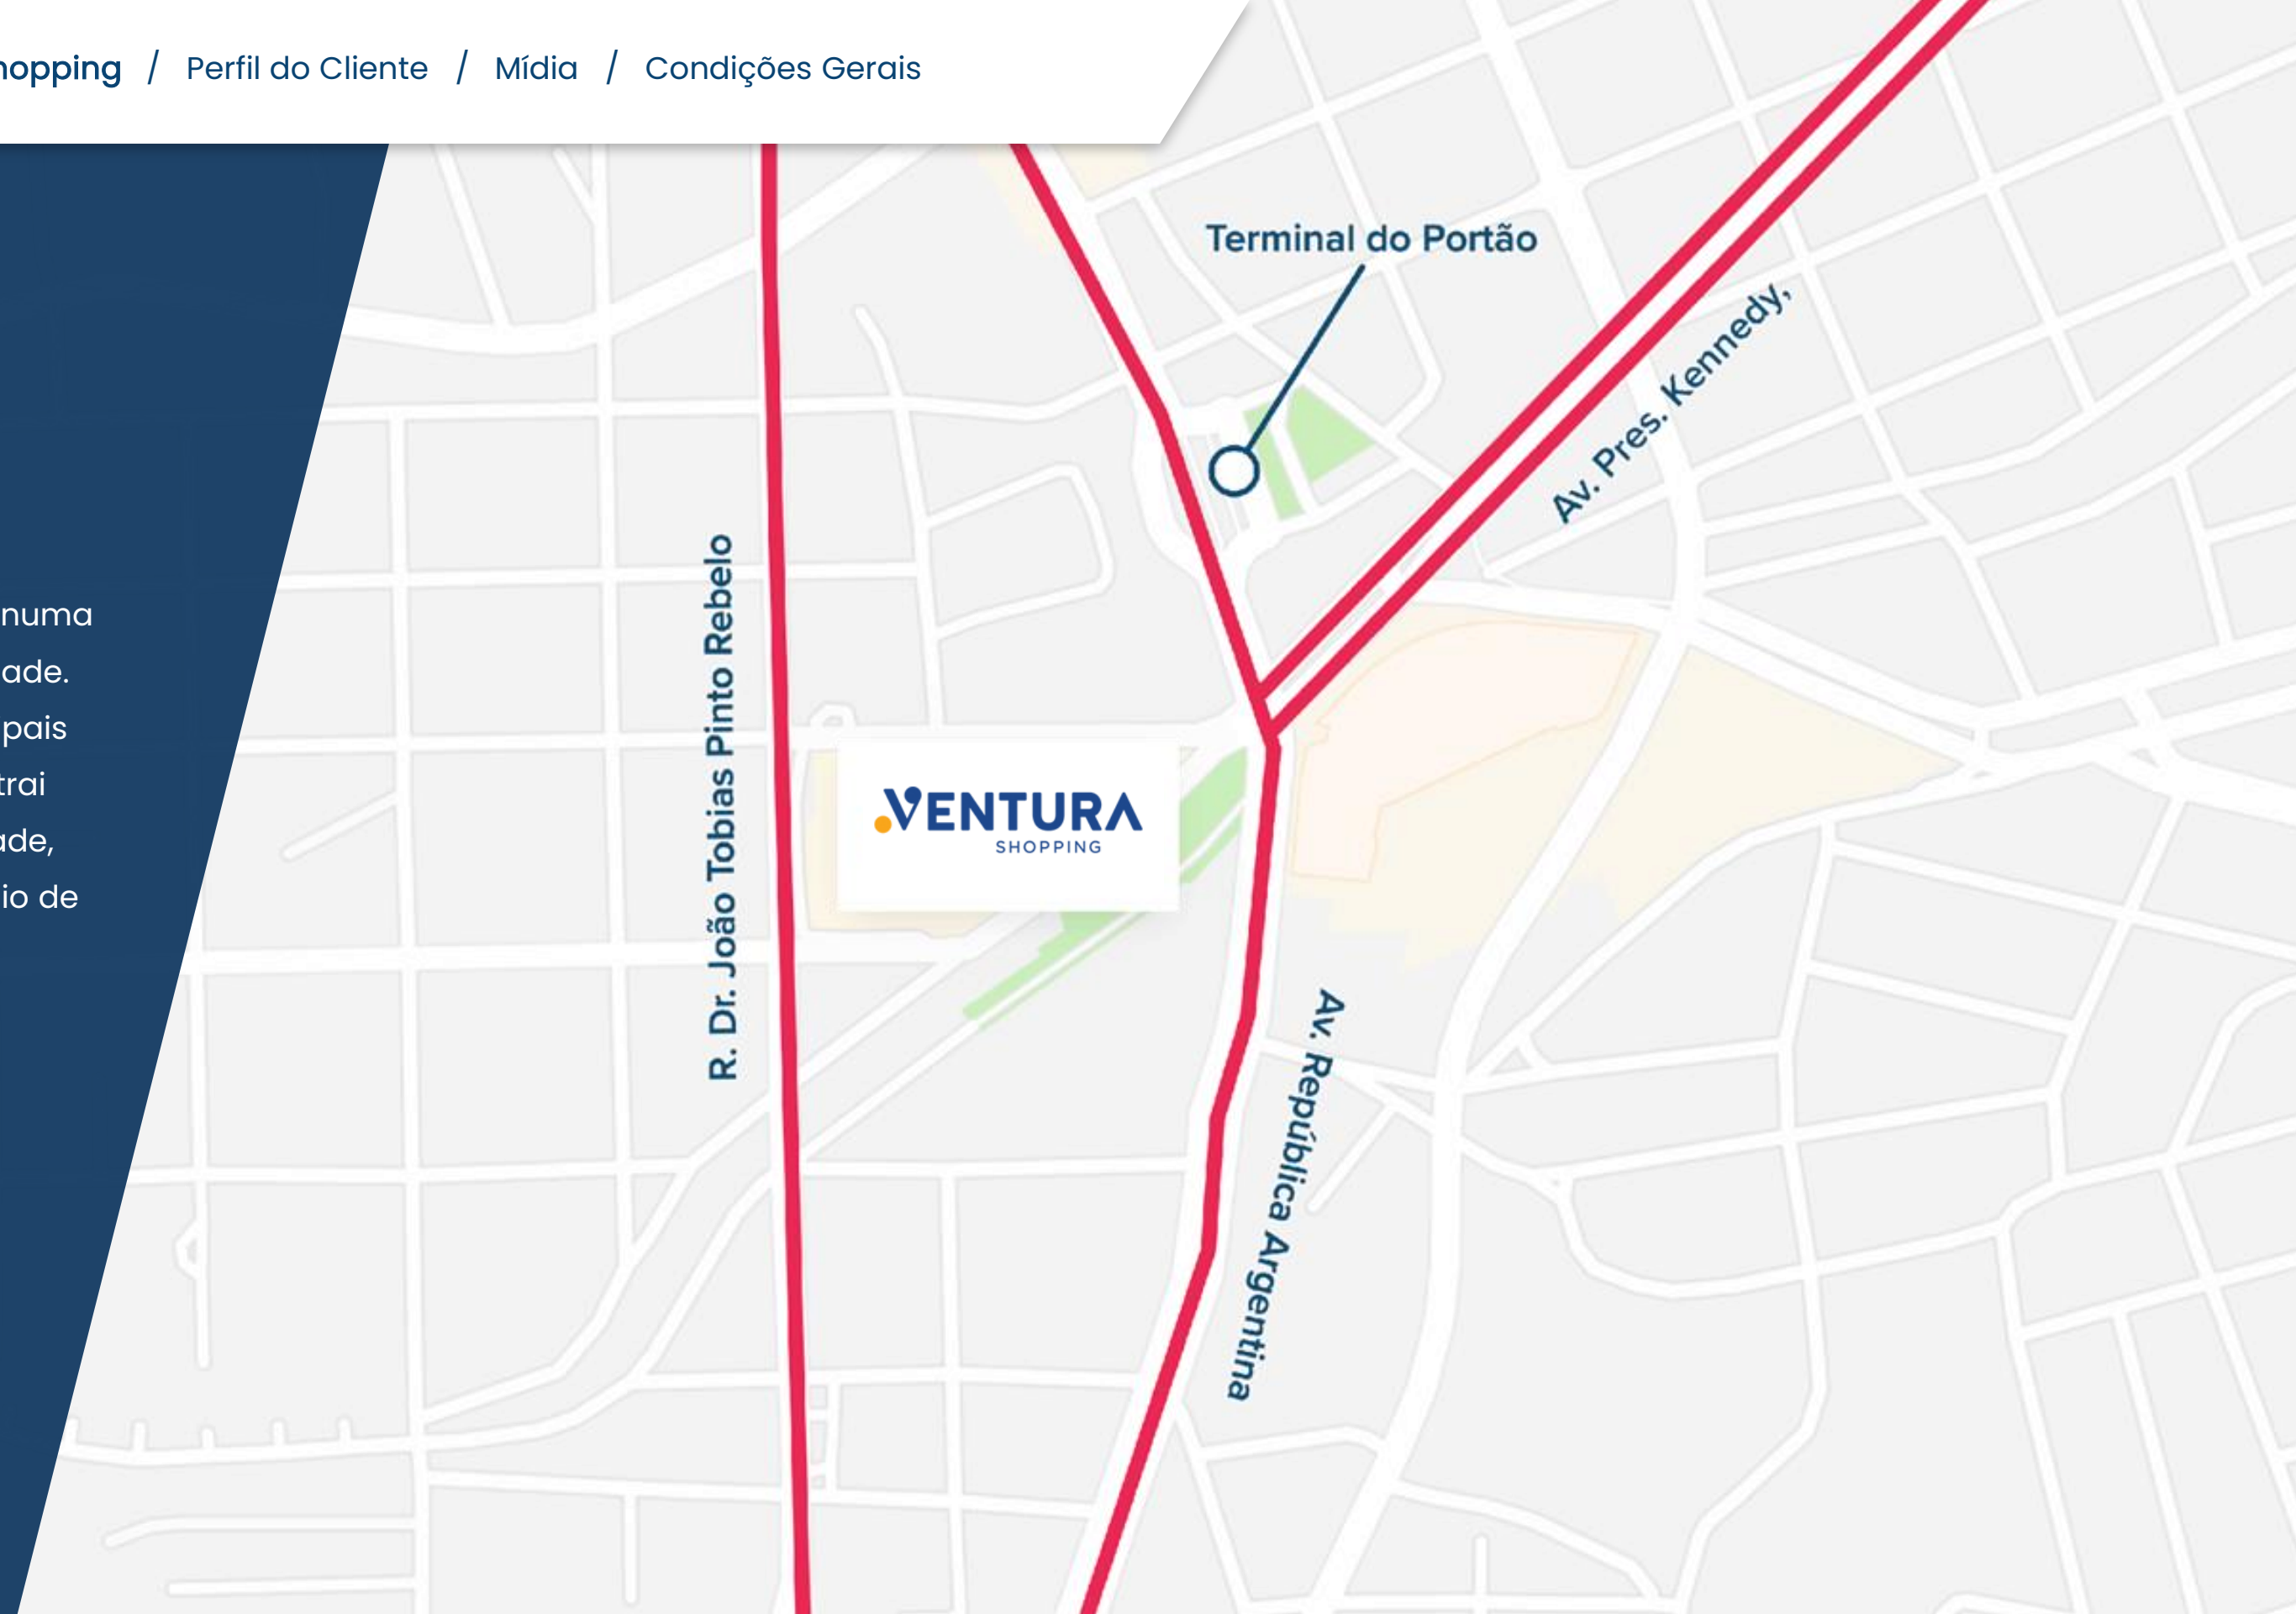 hopping / Perfil do Cliente / Mídia / Condições Gerais
numa
ade.
pais
trai
ade,
io de
Terminal do Portão
Av. Pres. Kennedy,
R. Dr. João Tobias Pinto Rebelo
VENTURA
SHOPPING
Av. República Argentina